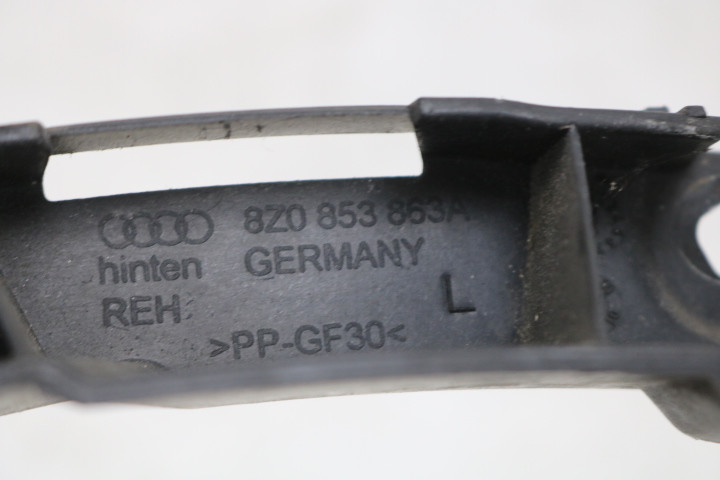 8Z0 853 863A
hinten GERMANY
REH L
>PP-GF30<